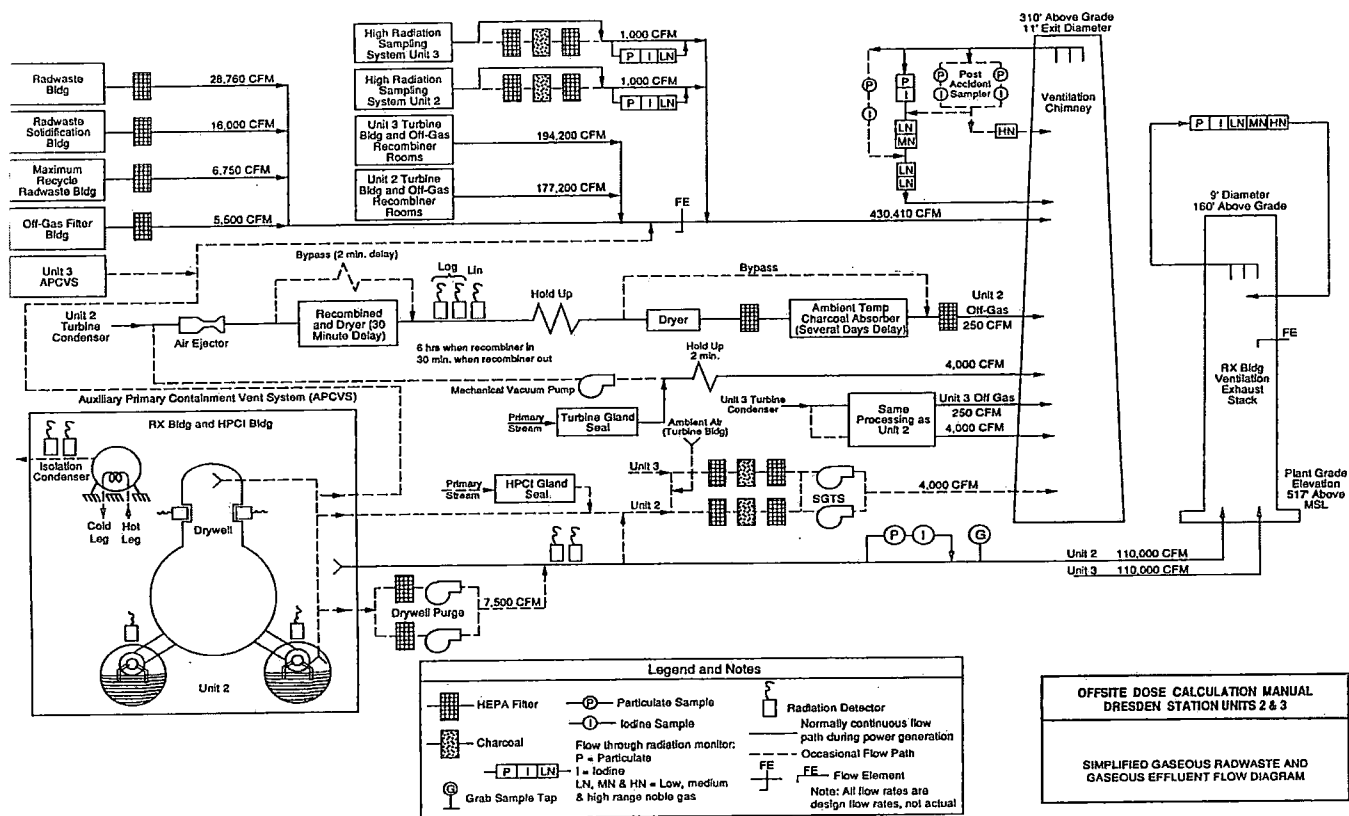 310' Above Grade
11' Exit Diameter
High Radiation
Sampling
System Unit 3
1,000 CFM
P I LN
High Radiation
Sampling
System Unit 2
1,000 CFM
P I LN
Radwaste
Bldg
28,760 CFM
Radwaste
Solidification
Bldg
16,000 CFM
Maximum
Recycle
Radwaste Bldg
6,750 CFM
Off-Gas Filter
Bldg
5,500 CFM
Unit 3
APCVS
Unit 3 Turbine
Bldg and Off-Gas
Recombiner
Rooms
194,200 CFM
Unit 2 Turbine
Bldg and Off-Gas
Recombiner
Rooms
177,200 CFM
FE
430,410 CFM
P
I
P
I
P
I
Post
Accident
Sampler
P
I
LN
MN
HN
LN
LN
Ventilation
Chimney
P I LN MN HN
9' Diameter
160' Above Grade
FE
RX Bldg
Ventilation
Exhaust
Stack
Plant Grade
Elevation
517' Above
MSL
Bypass (2 min. delay)
Log
Lin
Unit 2
Turbine
Condenser
Air Ejector
Recombined
and Dryer (30
Minute Delay)
Hold Up
6 hrs when recombiner in
30 min. when recombiner out
Bypass
Dryer
Ambient Temp
Charcoal Absorber
(Several Days Delay)
Unit 2
Off-Gas
250 CFM
Hold Up
2 min.
Mechanical Vacuum Pump
4,000 CFM
Primary
Stream
Turbine Gland
Seal
Ambient Air
(Turbine Bldg)
Unit 3 Turbine
Condenser
Same
Processing as
Unit 2
Unit 3 Off Gas
250 CFM
4,000 CFM
Auxiliary Primary Containment Vent System (APCVS)
RX Bldg and HPCI Bldg
Isolation
Condenser
Cold
Leg
Hot
Leg
Drywell
Unit 2
Primary
Stream
HPCI Gland
Seal
Unit 3
Unit 2
SGTS
4,000 CFM
P
I
G
Unit 2 110,000 CFM
Unit 3 110,000 CFM
Drywell Purge
7,500 CFM
Legend and Notes
HEPA Filter
Charcoal
P I LN
G
Grab Sample Tap
P
Particulate Sample
I
Iodine Sample
Flow through radiation monitor:
P = Particulate
I = Iodine
LN, MN & HN = Low, medium
& high range noble gas
Radiation Detector
Normally continuous flow
path during power generation
Occasional Flow Path
FE
FE
Flow Element
Note: All flow rates are
design flow rates, not actual
OFFSITE DOSE CALCULATION MANUAL
DRESDEN STATION UNITS 2 & 3
SIMPLIFIED GASEOUS RADWASTE AND
GASEOUS EFFLUENT FLOW DIAGRAM